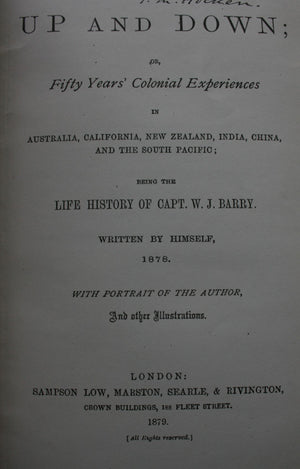 T. M. Hocken.
UP AND DOWN;
OR,
Fifty Years' Colonial Experiences
IN
AUSTRALIA, CALIFORNIA, NEW ZEALAND, INDIA, CHINA,
AND THE SOUTH PACIFIC;
BEING THE
LIFE HISTORY OF CAPT. W. J. BARRY.
WRITTEN BY HIMSELF,
1878.
WITH PORTRAIT OF THE AUTHOR,
And other Illustrations.
LONDON:
SAMPSON LOW, MARSTON, SEARLE, & RIVINGTON,
CROWN BUILDINGS, 188 FLEET STREET.
1879.
[All Rights reserved.]